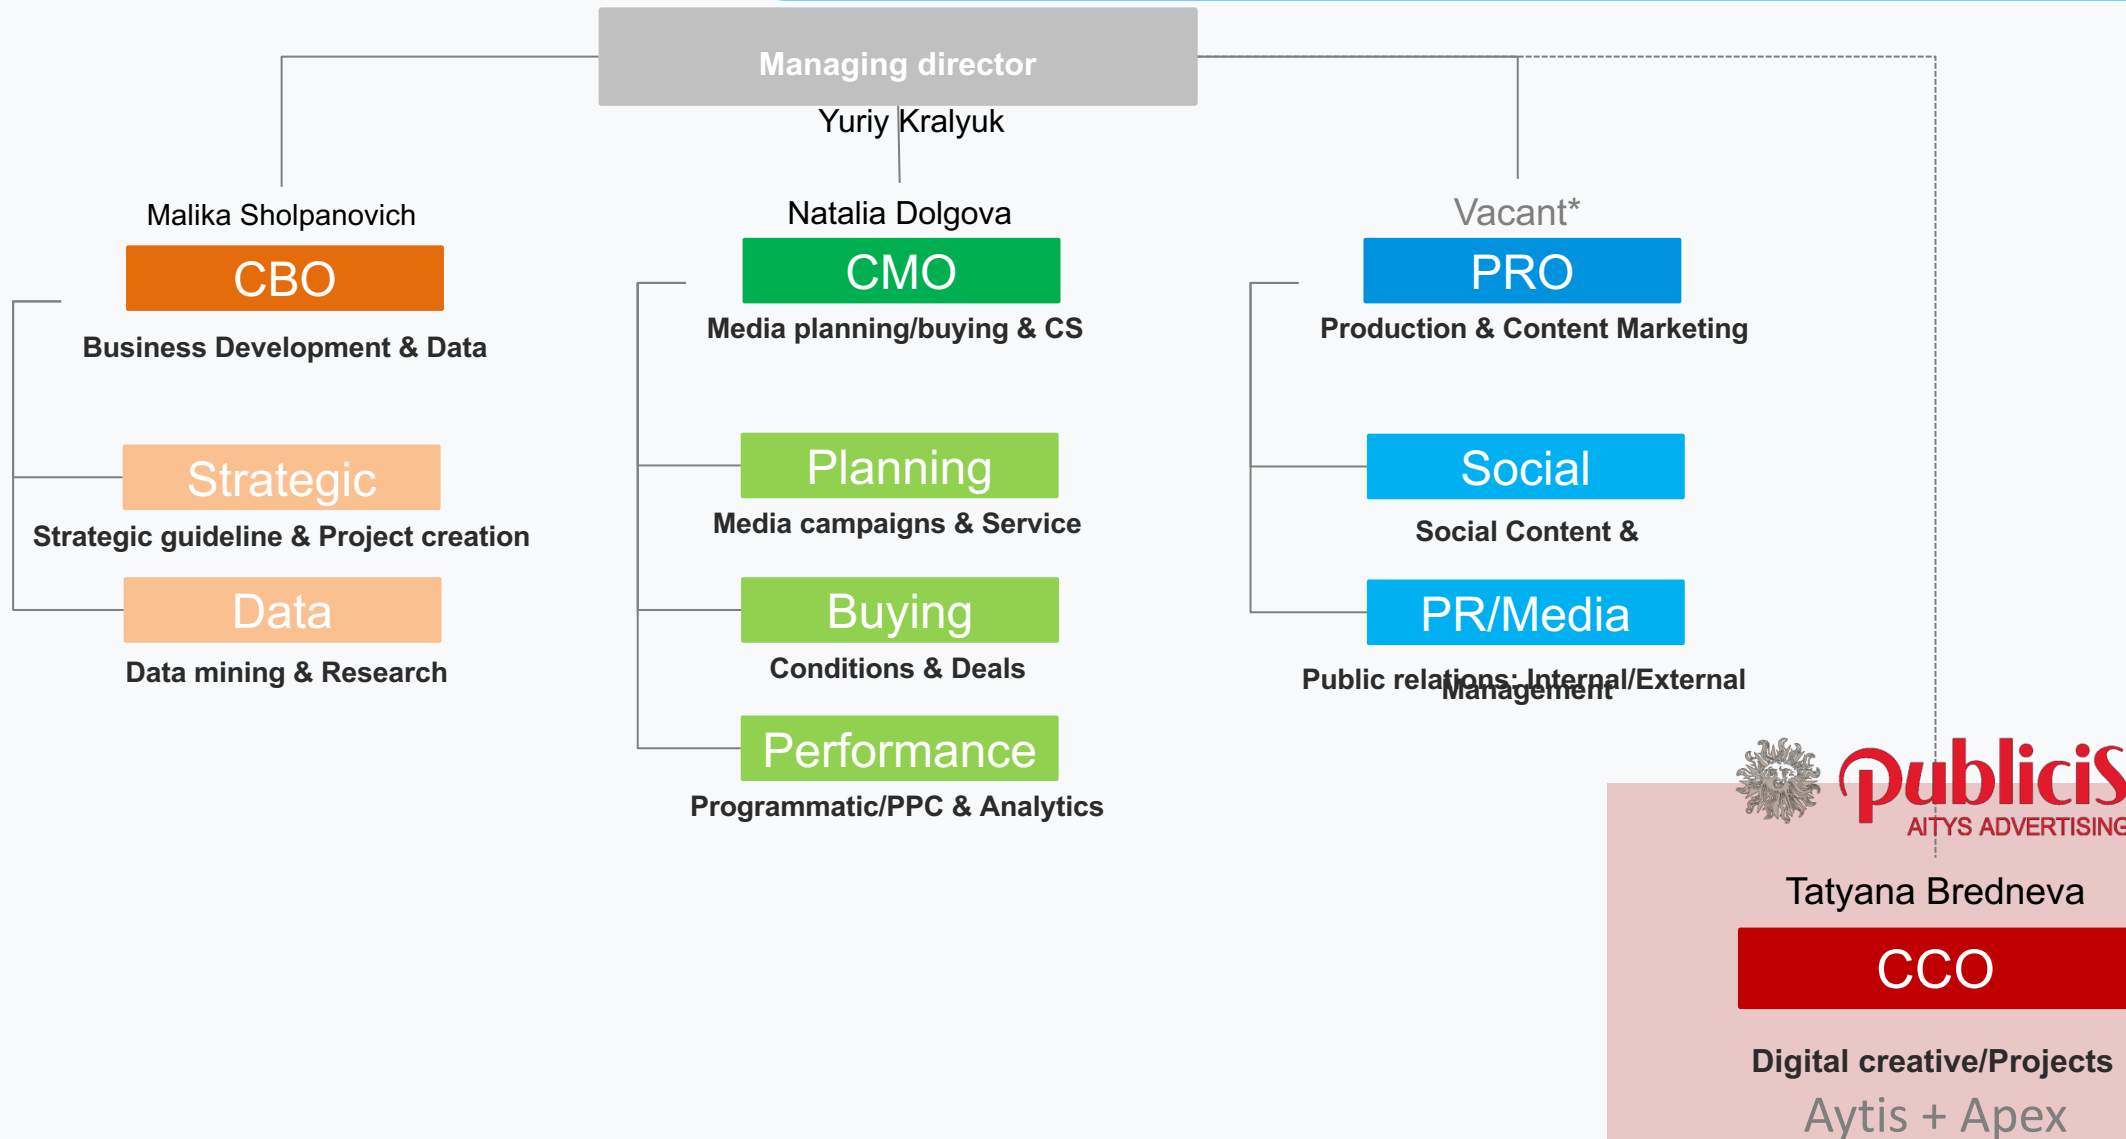 Managing director
Yuriy Kralyuk
Malika Sholpanovich
CBO
Business Development & Data
Strategic
Strategic guideline & Project creation
Data
Data mining & Research
Natalia Dolgova
CMO
Media planning/buying & CS
Planning
Media campaigns & Service
Buying
Conditions & Deals
Performance
Programmatic/PPC & Analytics
Vacant*
PRO
Production & Content Marketing
Social
Social Content &
Management
PR/Media
Public relations: Internal/External
publicis
AITYS ADVERTISING
Tatyana Bredneva
CCO
Digital creative/Projects
Aytis + Apex